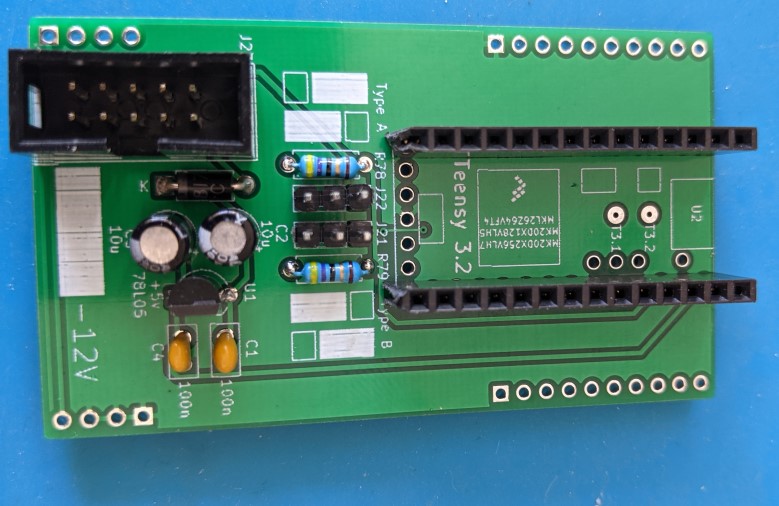 J2
Type A
R78
J22
J21
R79
Type B
K
10u
10u
C2
+5v
78L05
U1
C4
C1
100n
100n
-12V
Teensy 3.2
MKL26Z64VFT4
MK20DX128VLH5
MK20DX256VLH7
T3.1
T3.2
U2